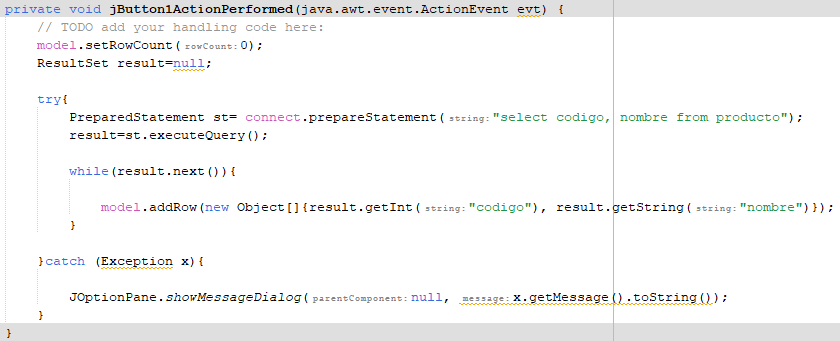 private void jButton1ActionPerformed(java.awt.event.ActionEvent evt) {
// TODO add your handling code here:
model.setRowCount( rowCount: 0);
ResultSet result=null;
try{
PreparedStatement st= connect.prepareStatement( string: "select codigo, nombre from producto");
result=st.executeQuery();
while(result.next()){
model.addRow(new Object[]{result.getInt( string: "codigo"), result.getString( string: "nombre")});
}
}catch (Exception x){
JOptionPane.showMessageDialog( parentComponent: null, message: x.getMessage().toString());
}
}